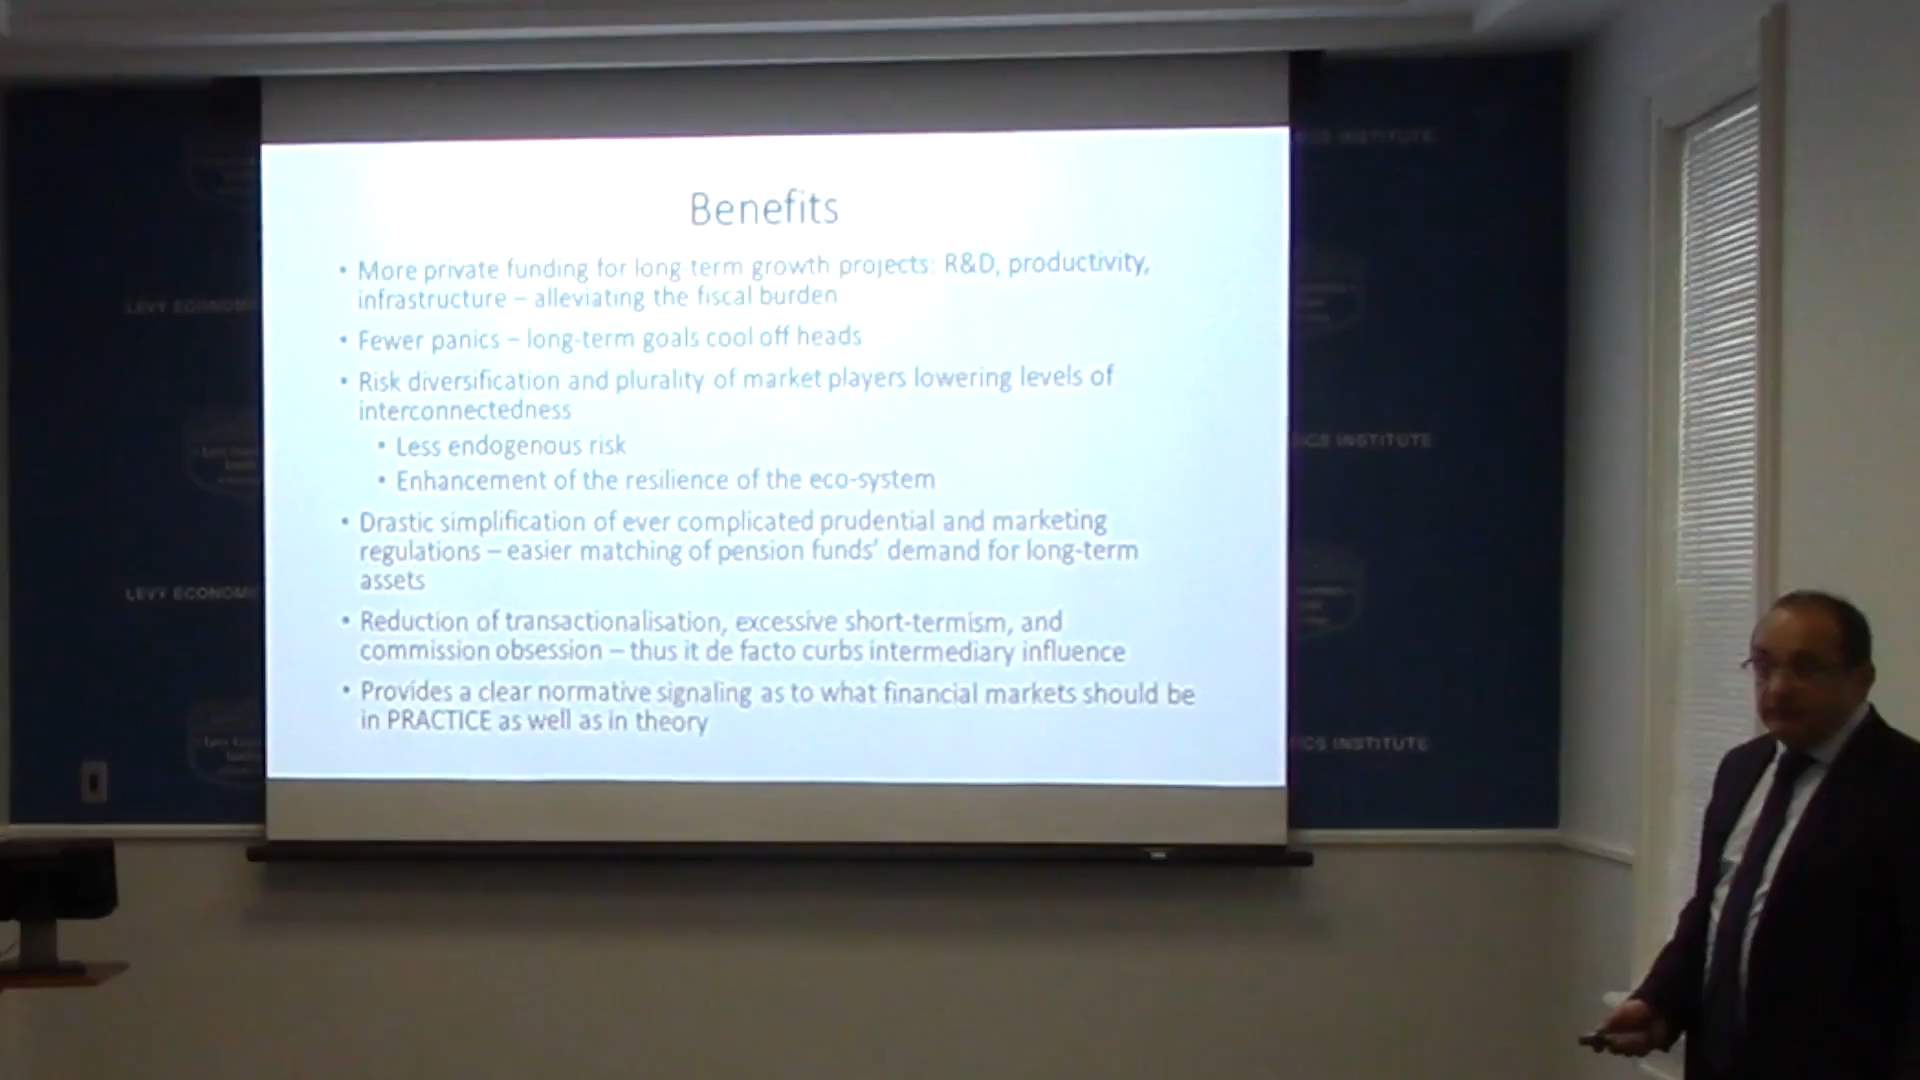 Benefits
• More private funding for long term growth projects: R&D, productivity,
infrastructure – alleviating the fiscal burden
• Fewer panics – long-term goals cool off heads
• Risk diversification and plurality of market players lowering levels of
interconnectedness
• Less endogenous risk
• Enhancement of the resilience of the eco-system
• Drastic simplification of ever complicated prudential and marketing
regulations – easier matching of pension funds’ demand for long-term
assets
• Reduction of transactionalisation, excessive short-termism, and
commission obsession – thus it de facto curbs intermediary influence
• Provides a clear normative signaling as to what financial markets should be
in PRACTICE as well as in theory
LEVY ECONOM
LEVY ECONOM
ICS INSTITUTE
ICS INSTITUTE
ICS INSTITUTE